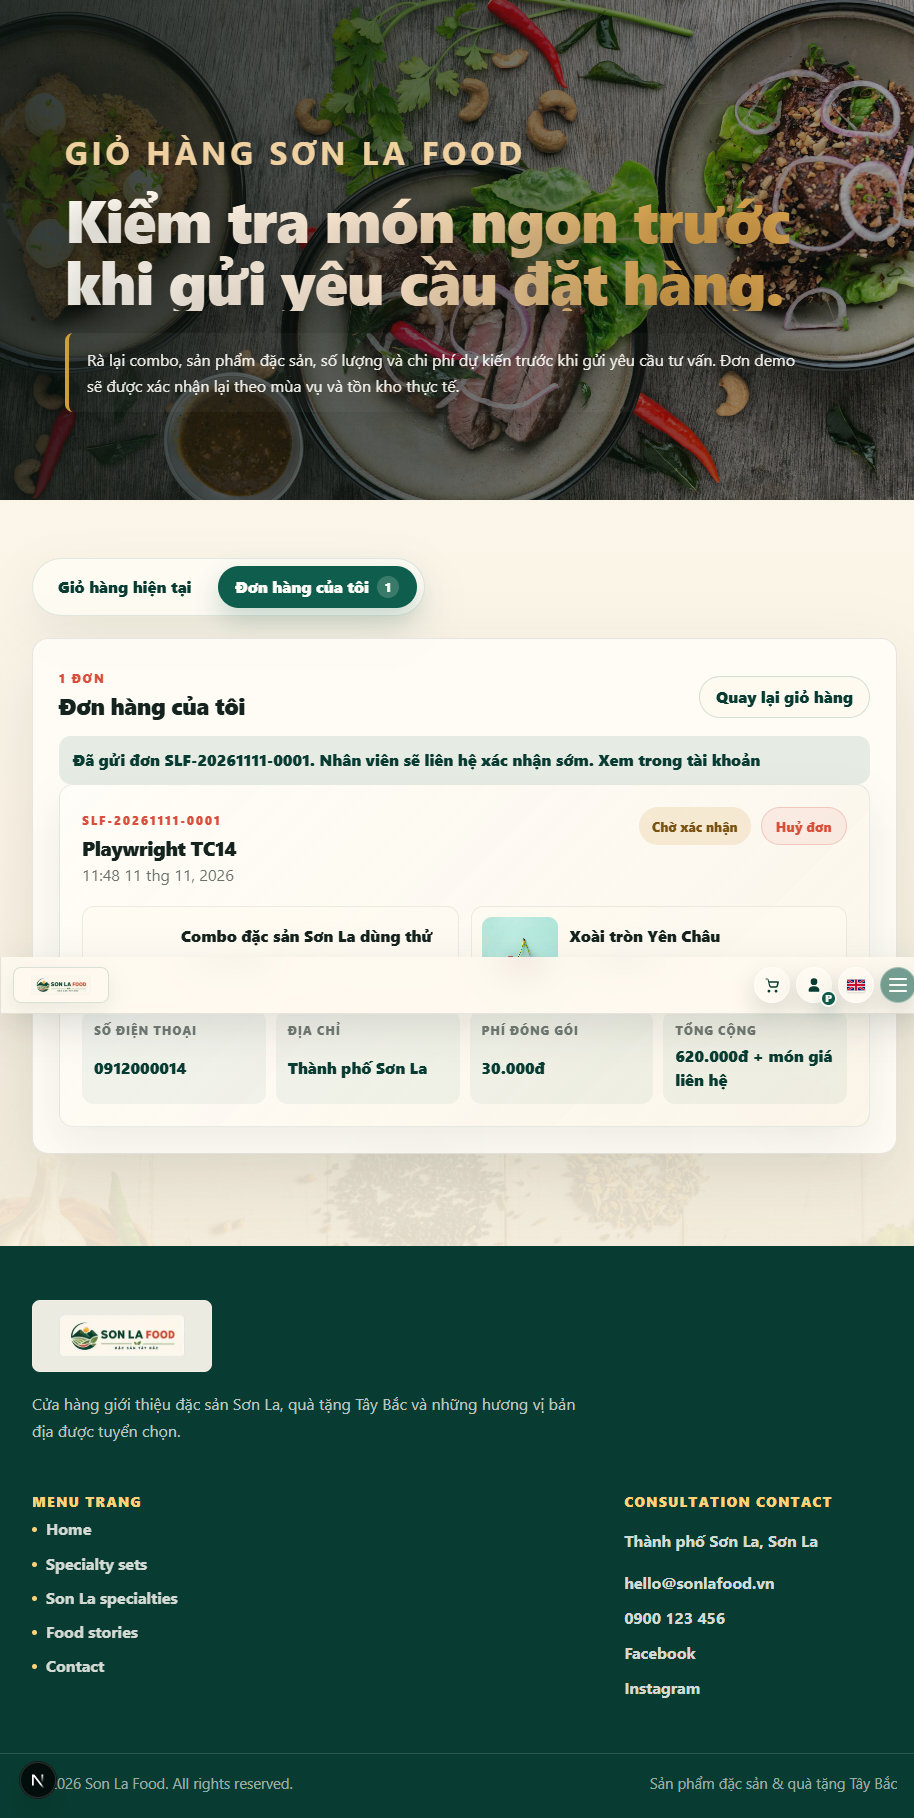 GIỎ HÀNG SƠN LA FOOD
Kiểm tra món ngon trước
khi gửi yêu cầu đặt hàng.
Rà lại combo, sản phẩm đặc sản, số lượng và chi phí dự kiến trước khi gửi yêu cầu tư vấn. Đơn demo
sẽ được xác nhận lại theo mùa vụ và tồn kho thực tế.
Giỏ hàng hiện tại
Đơn hàng của tôi 1
1 ĐƠN
Đơn hàng của tôi
Quay lại giỏ hàng
Đã gửi đơn SLF-20261111-0001. Nhân viên sẽ liên hệ xác nhận sớm. Xem trong tài khoản
SLF-20261111-0001
Chờ xác nhận
Huỷ đơn
Playwright TC14
11:48 11 thg 11, 2026
Combo đặc sản Sơn La dùng thử
Xoài tròn Yên Châu
SON LA FOOD
P
SỐ ĐIỆN THOẠI
0912000014
ĐỊA CHỈ
Thành phố Sơn La
PHÍ ĐÓNG GÓI
30.000đ
TỔNG CỘNG
620.000đ + món giá
liên hệ
SON LA FOOD
ĐẶC SẢN TÂY BẮC
Cửa hàng giới thiệu đặc sản Sơn La, quà tặng Tây Bắc và những hương vị bản
địa được tuyển chọn.
MENU TRANG
Home
Specialty sets
Son La specialties
Food stories
Contact
CONSULTATION CONTACT
Thành phố Sơn La, Sơn La
hello@sonlafood.vn
0900 123 456
Facebook
Instagram
N
026 Son La Food. All rights reserved.
Sản phẩm đặc sản & quà tặng Tây Bắc